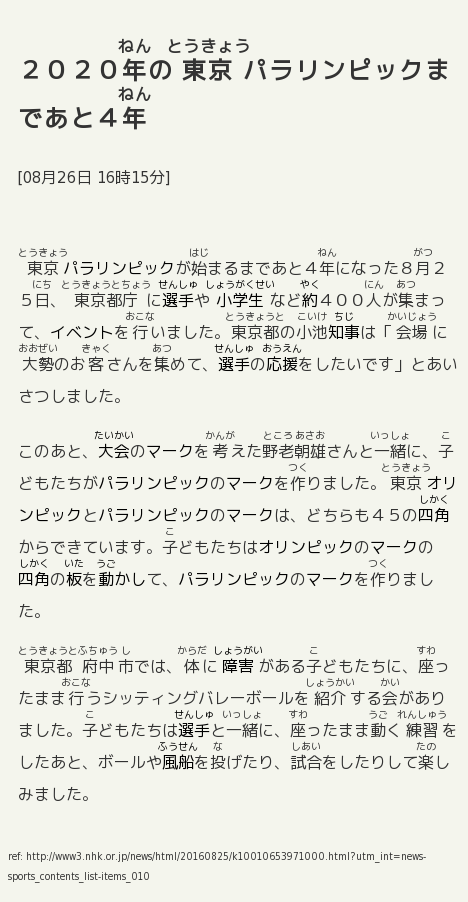 ２０２０年の 東京 パラリンピックま
であと４年
[08月26日 16時15分]
東京 パラリンピックが始まるまであと４年になった８月２
５日、 東京都庁 に選手や 小学生 など約４００人が集まっ
て、イベントを行いました。東京都の小池知事は「 会場 に
大勢のお客さんを集めて、選手の応援をしたいです」とあい
さつしました。
このあと、大会のマークを考えた野老朝雄さんと一緒に、子
どもたちがパラリンピックのマークを作りました。 東京 オリ
ンピックとパラリンピックのマークは、どちらも４５の四角
からできています。子どもたちはオリンピックのマークの
四角の板を動かして、パラリンピックのマークを作りまし
た。
東京都 府中 市では、体に 障害 がある子どもたちに、座っ
たまま行うシッティングバレーボールを 紹介 する会があり
ました。子どもたちは選手と一緒に、座ったまま動く 練習 を
したあと、ボールや風船を投げたり、試合をしたりして楽し
みました。
ref: http://www3.nhk.or.jp/news/html/20160825/k10010653971000.html?utm_int=news-
sports_contents_list-items_010